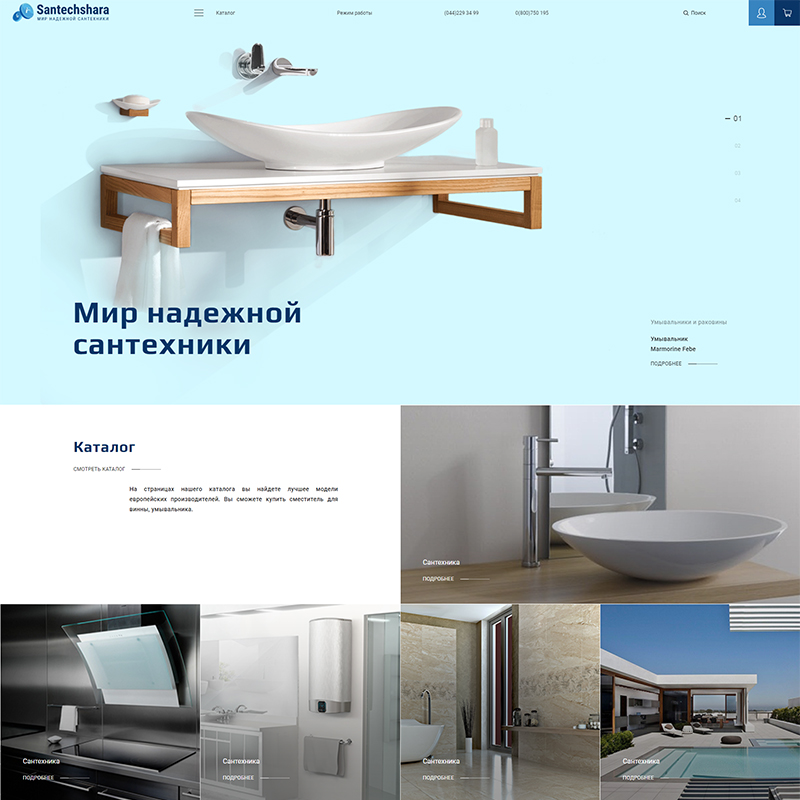 Santechshara
МИР НАДЕЖНОЙ САНТЕХНИКИ
Каталог
Режим работы
(044)229 34 99
0(800)750 195
Поиск
01
02
03
04
Мир надежной
сантехники
Умывальники и раковины
Умывальник
Marmorine Febe
ПОДРОБНЕЕ
Каталог
СМОТРЕТЬ КАТАЛОГ
На страницах нашего каталога вы найдете лучшее модели
европейских производителей. Вы сможете купить сместитель для
винны, умывальника.
Сантехника
ПОДРОБНЕЕ
Сантехника
ПОДРОБНЕЕ
Сантехника
ПОДРОБНЕЕ
Сантехника
ПОДРОБНЕЕ
Сантехника
ПОДРОБНЕЕ